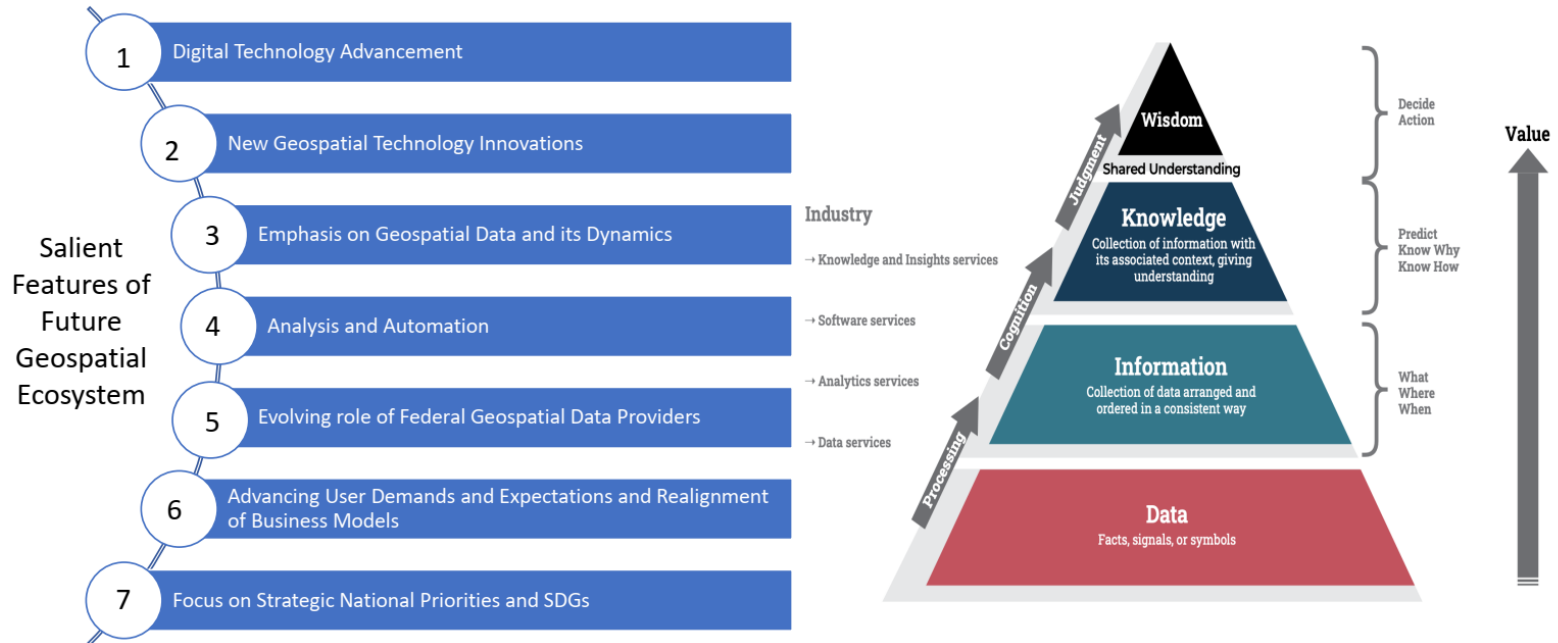 Salient
Features of
Future
Geospatial
Ecosystem
1
Digital Technology Advancement
2
New Geospatial Technology Innovations
3
Emphasis on Geospatial Data and its Dynamics
4
Analysis and Automation
5
Evolving role of Federal Geospatial Data Providers
6
Advancing User Demands and Expectations and Realignment
of Business Models
7
Focus on Strategic National Priorities and SDGs
Industry
→ Knowledge and Insights services
→ Software services
→ Analytics services
→ Data services
Judgment
Cognition
Processing
Wisdom
Shared Understanding
Knowledge
Collection of information with
its associated context, giving
understanding
Information
Collection of data arranged and
ordered in a consistent way
Data
Facts, signals, or symbols
Decide
Action
Predict
Know Why
Know How
What
Where
When
Value